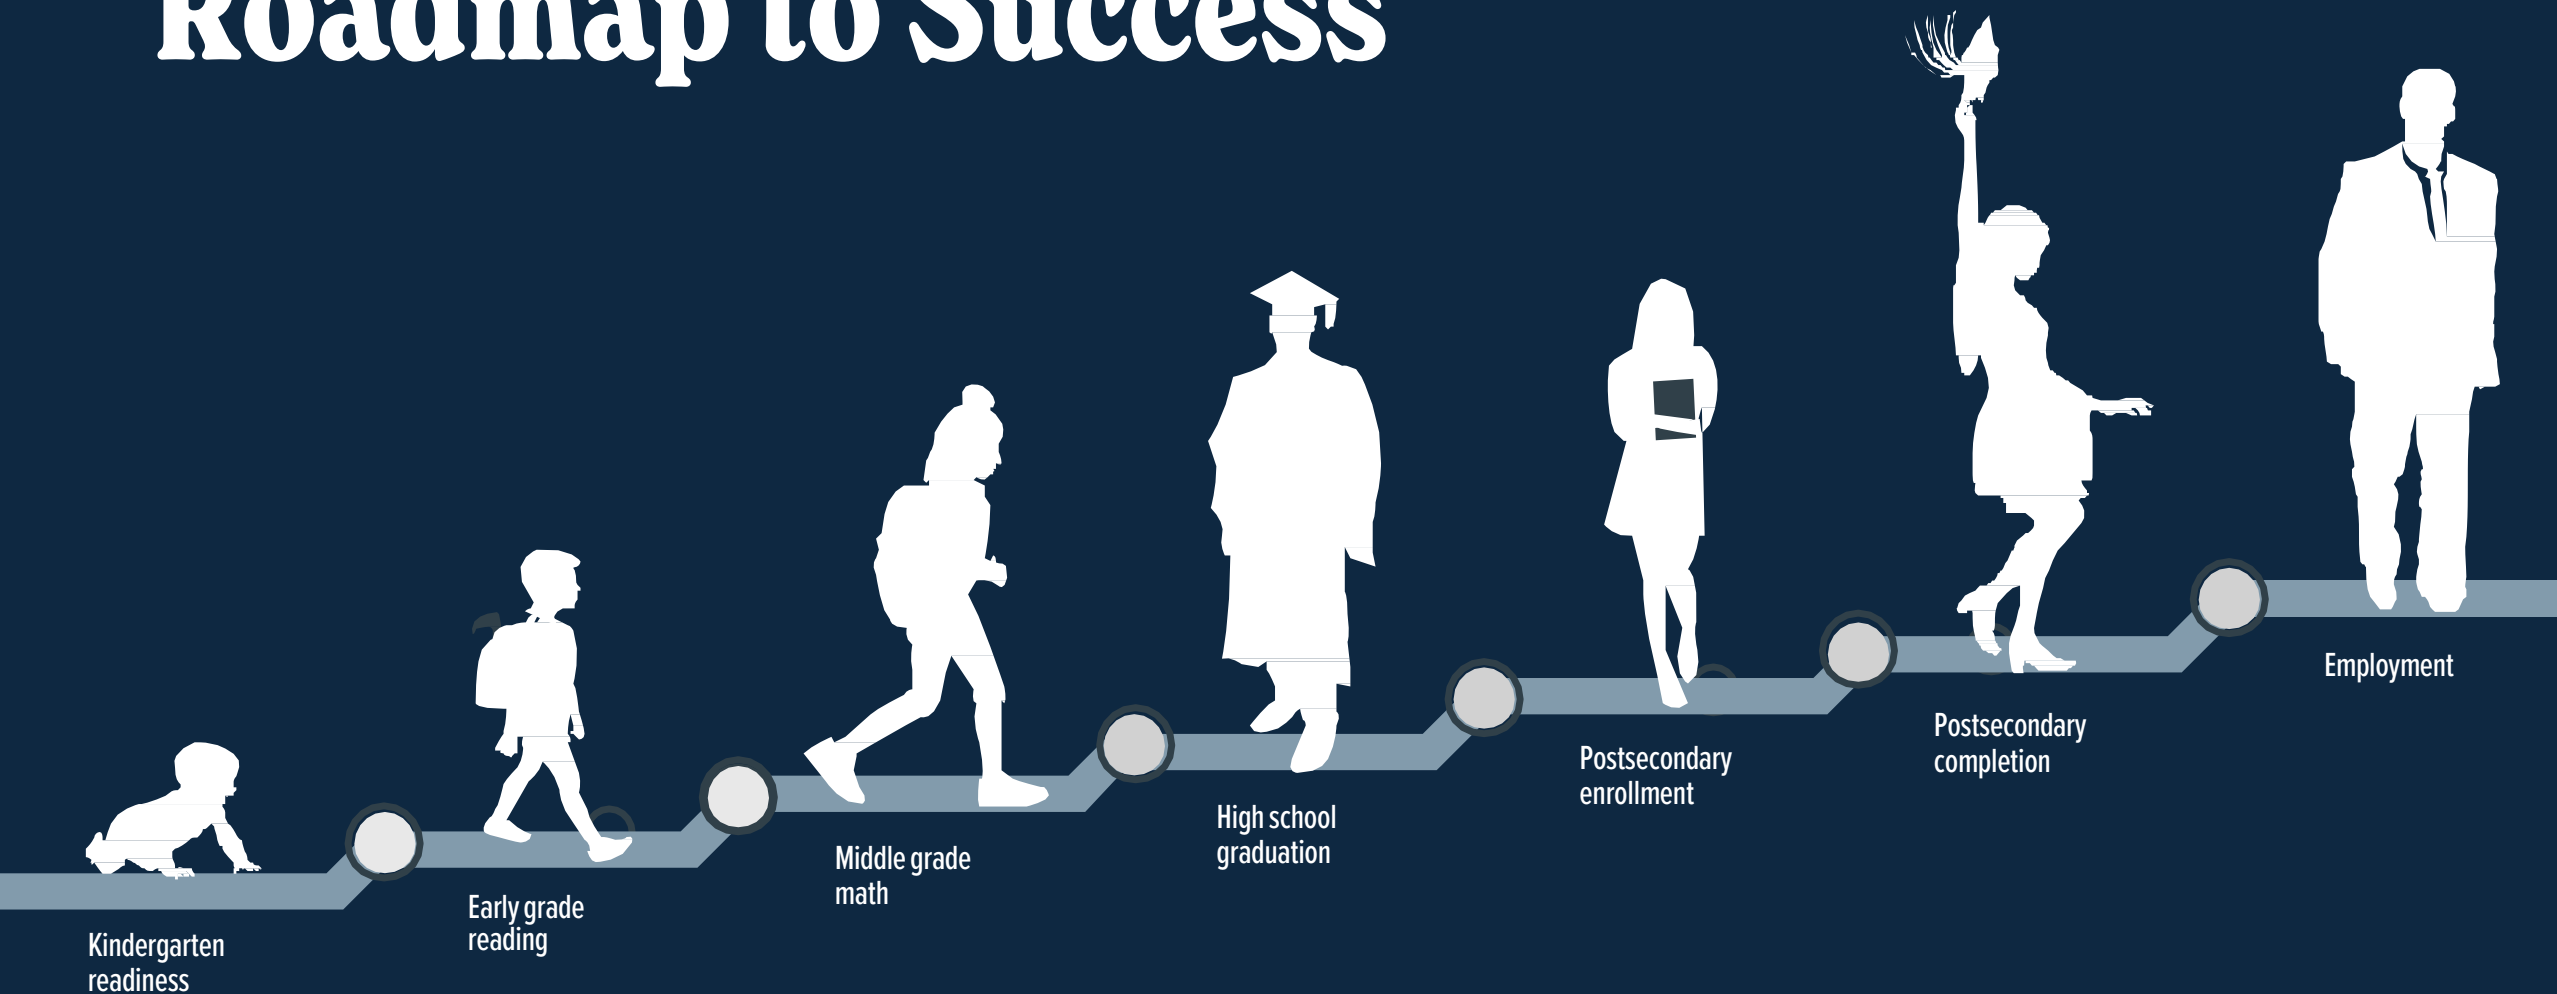 Roadmap to Success
Kindergarten
readiness
Early grade
reading
Middle grade
math
High school
graduation
Postsecondary
enrollment
Postsecondary
completion
Employment